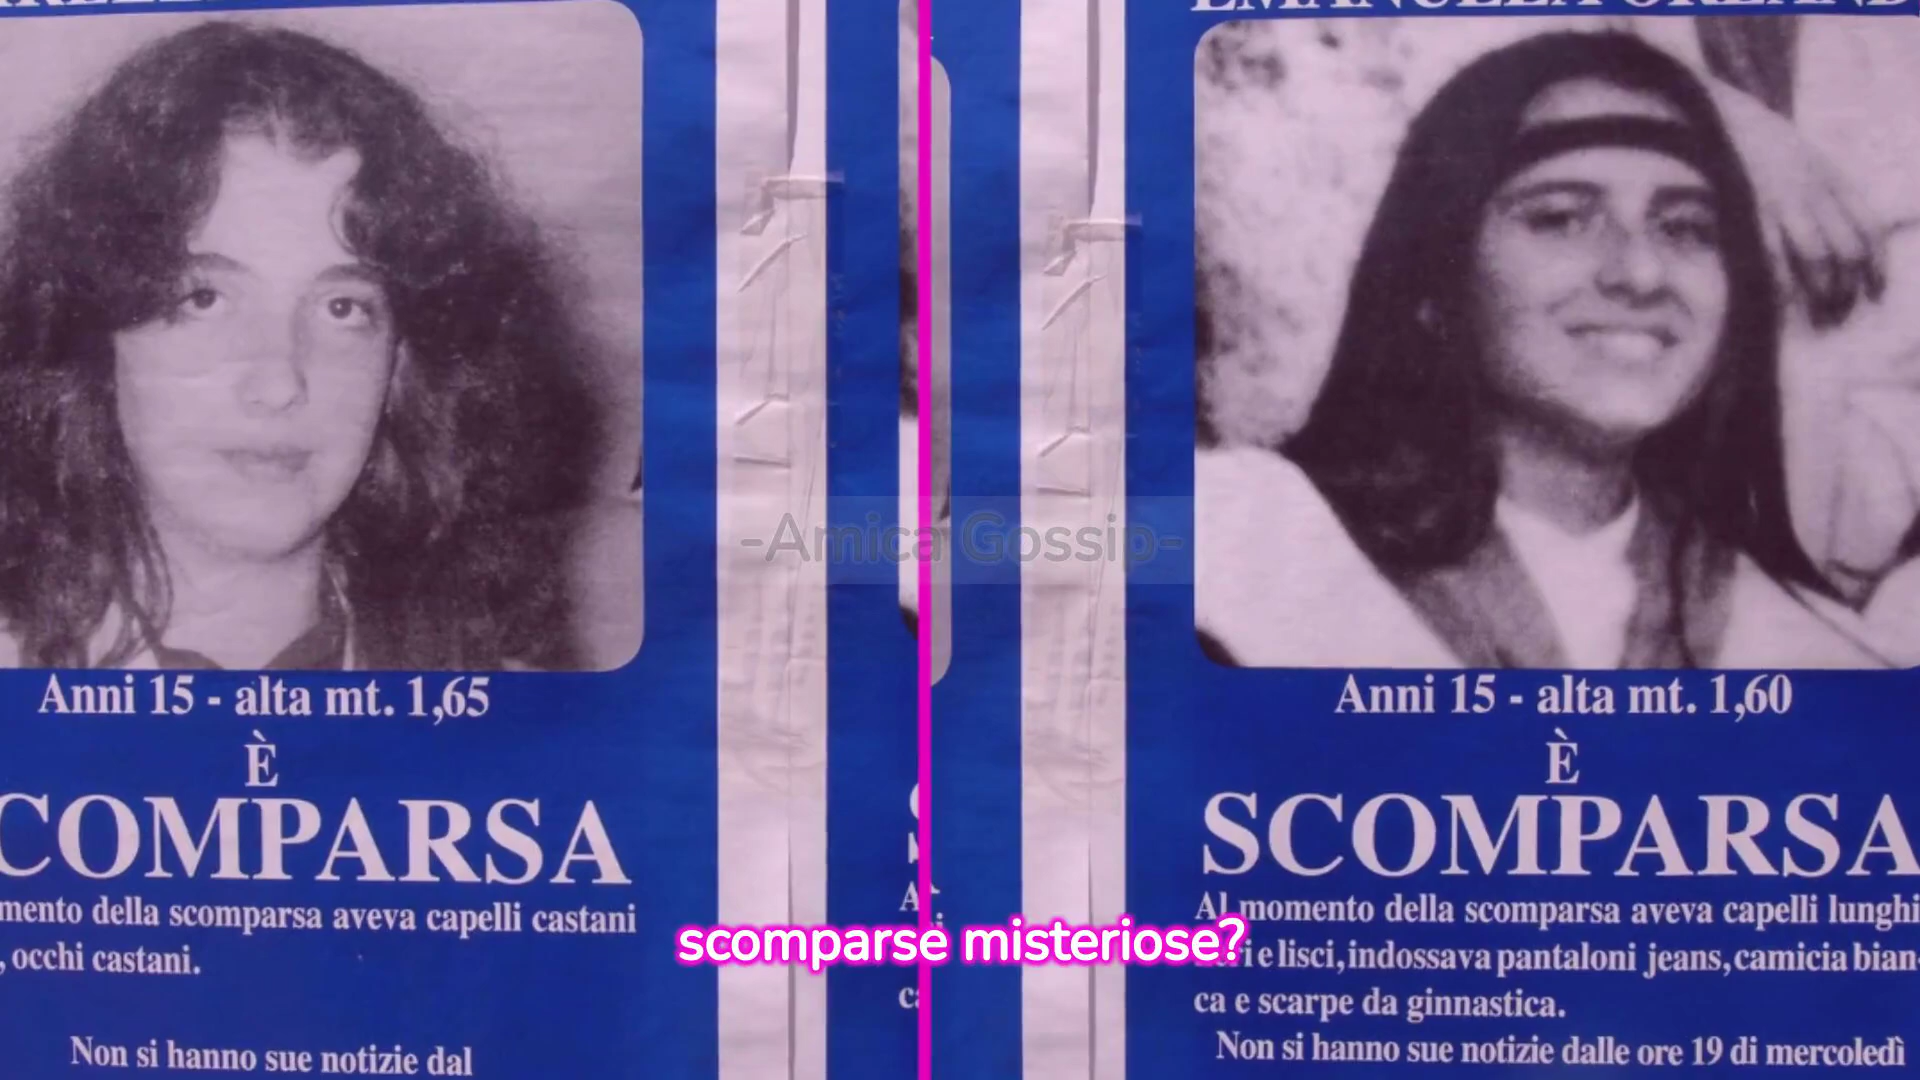 EMANUELA ORLAND
Anni 15 - alta mt. 1,65
È
COMPARSA
mento della scomparsa aveva capelli castani
, occhi castani.
Non si hanno sue notizie dal
-Amica Gossip-
scomparse misteriose?
Anni 15 - alta mt. 1,60
È
SCOMPARSA
Al momento della scomparsa aveva capelli lunghi
e lisci, indossava pantaloni jeans, camicia bian-
ca e scarpe da ginnastica.
Non si hanno sue notizie dalle ore 19 di mercoledì